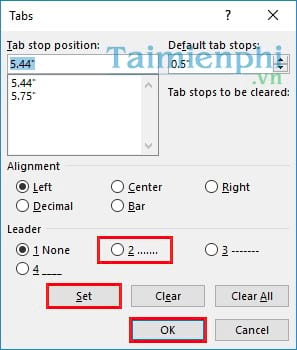 Tabs
Tab stop position:
Default tab stops:
5.44"
0.5"
5.44"
5.75"
Tab stops to be cleared:
Taimienphi
.vn
Alignment
Left
Center
Right
Decimal
Bar
Leader
1 None
2 .......
3 -------
4 ____
Set
Clear
Clear All
OK
Cancel